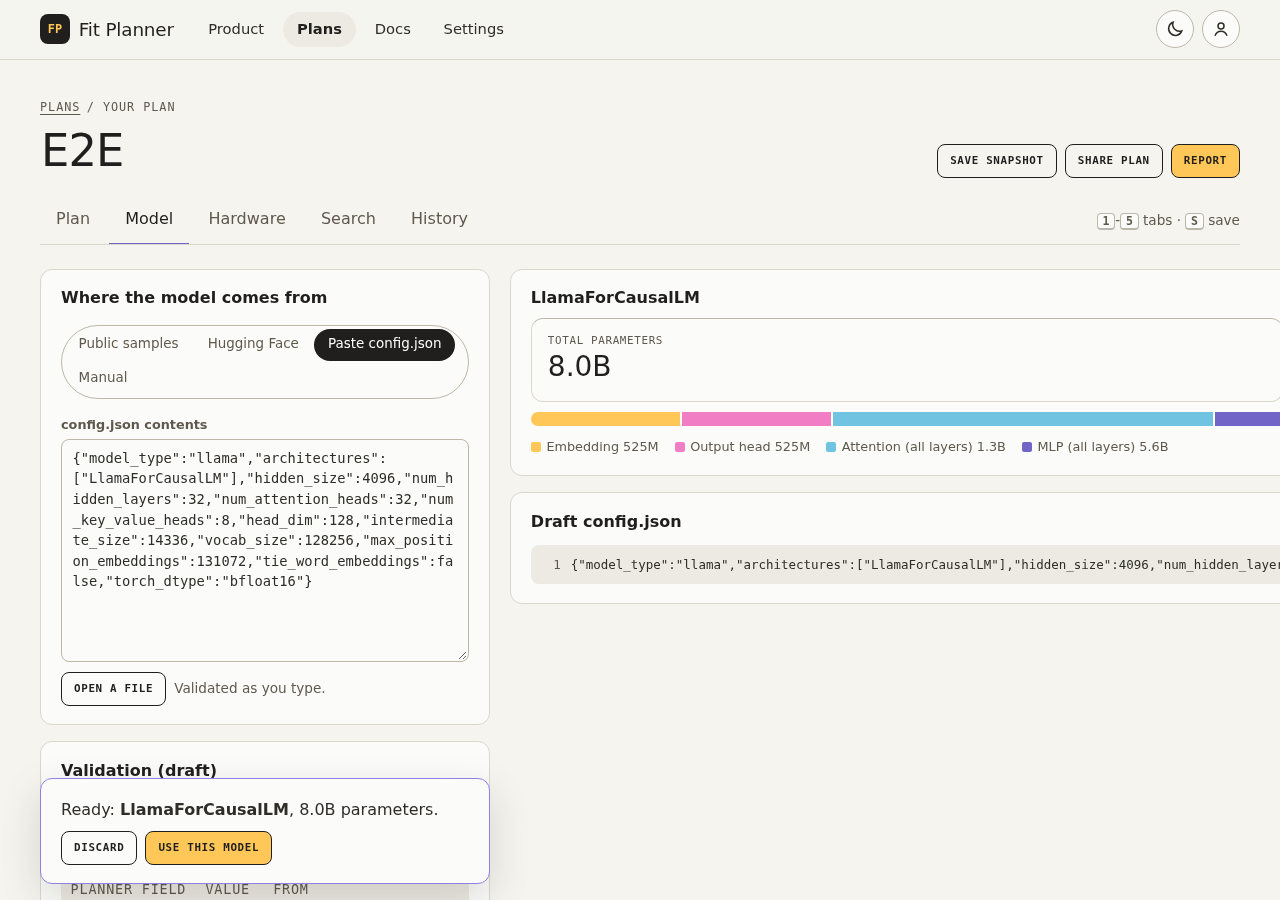 FP Fit Planner Product Plans Docs Settings
PLANS / YOUR PLAN
E2E
SAVE SNAPSHOT SHARE PLAN REPORT
Plan Model Hardware Search History
1-5 tabs · S save
Where the model comes from
Public samples Hugging Face Paste config.json
Manual
config.json contents
{"model_type":"llama","architectures":
["LlamaForCausalLM"],"hidden_size":4096,"num_h
idden_layers":32,"num_attention_heads":32,"num
_key_value_heads":8,"head_dim":128,"intermedia
te_size":14336,"vocab_size":128256,"max_positi
on_embeddings":131072,"tie_word_embeddings":fa
lse,"torch_dtype":"bfloat16"}
OPEN A FILE Validated as you type.
Validation (draft)
Ready: LlamaForCausalLM, 8.0B parameters.
DISCARD USE THIS MODEL
PLANNER FIELD VALUE FROM
LlamaForCausalLM
TOTAL PARAMETERS
8.0B
Embedding 525M Output head 525M Attention (all layers) 1.3B MLP (all layers) 5.6B
Draft config.json
1 {"model_type":"llama","architectures":["LlamaForCausalLM"],"hidden_size":4096,"num_hidden_layer